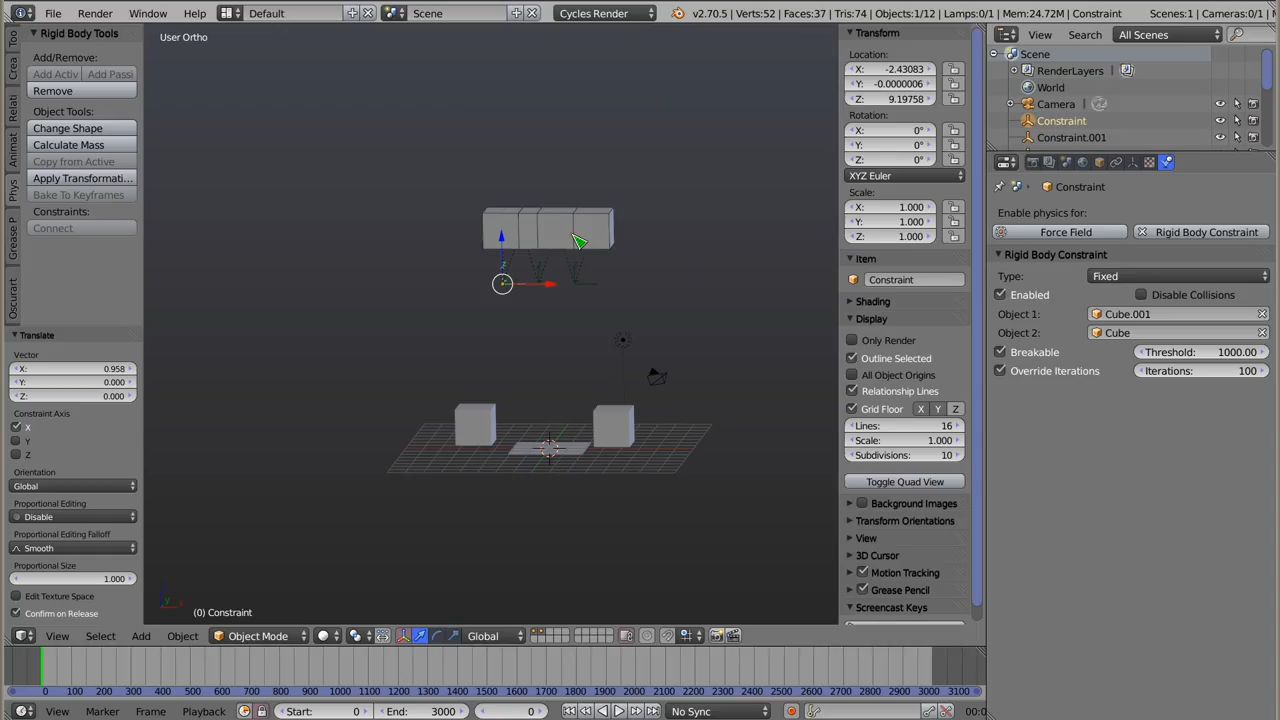 File Render Window Help Default Scene Cycles Render v2.70.5 | Verts:52 | Faces:37 | Tris:74 | Objects:1/12 | Lamps:0/1 | Mem:24.72M | Constraint Scenes:1 | Cameras:0/1
Rigid Body Tools
Add/Remove:
Add Activ Add Passi
Remove
Object Tools:
Change Shape
Calculate Mass
Copy from Active
Apply Transformati...
Bake To Keyframes
Constraints:
Connect
Too
Crea
Relati
Animat
Phys
Grease P
Oscurart
Translate
Vector
X: 0.958
Y: 0.000
Z: 0.000
Constraint Axis
X
Y
Z
Orientation
Global
Proportional Editing
Disable
Proportional Editing Falloff
Smooth
Proportional Size
1.000
Edit Texture Space
Confirm on Release
User Ortho
(0) Constraint
Transform
Location:
X: -2.43083
Y: -0.0000006
Z: 9.19758
Rotation:
X: 0°
Y: 0°
Z: 0°
XYZ Euler
Scale:
X: 1.000
Y: 1.000
Z: 1.000
Item
Constraint
Shading
Display
Only Render
Outline Selected
All Object Origins
Relationship Lines
Grid Floor X Y Z
Lines: 16
Scale: 1.000
Subdivisions: 10
Toggle Quad View
Background Images
Transform Orientations
View
3D Cursor
Motion Tracking
Grease Pencil
Screencast Keys
View Search All Scenes
Scene
RenderLayers
World
Camera
Constraint
Constraint.001
Constraint
Enable physics for:
Force Field Rigid Body Constraint
Rigid Body Constraint
Type: Fixed
Enabled Disable Collisions
Object 1: Cube.001
Object 2: Cube
Breakable Threshold: 1000.00
Override Iterations Iterations: 100
View Select Add Object Object Mode Global
0 100 200 300 400 500 600 700 800 900 1000 1100 1200 1300 1400 1500 1600 1700 1800 1900 2000 2100 2200 2300 2400 2500 2600 2700 2800 2900 3000 3100
View Marker Frame Playback Start: 0 End: 3000 0 No Sync